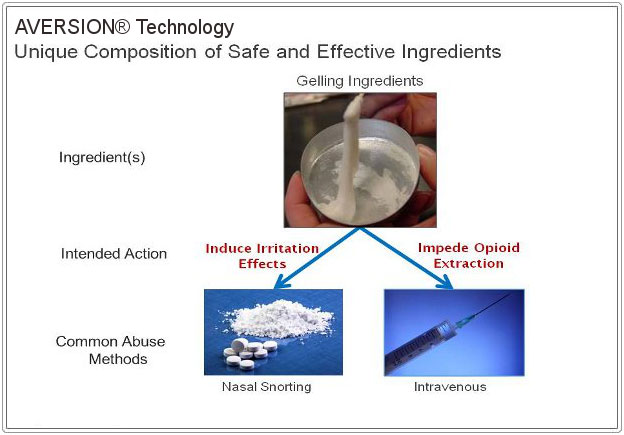 AVERSION® Technology
Unique Composition of Safe and Effective Ingredients
Gelling Ingredients
Ingredient(s)
Intended Action
Induce Irritation
Effects
Impede Opioid
Extraction
Common Abuse
Methods
Nasal Snorting
Intravenous